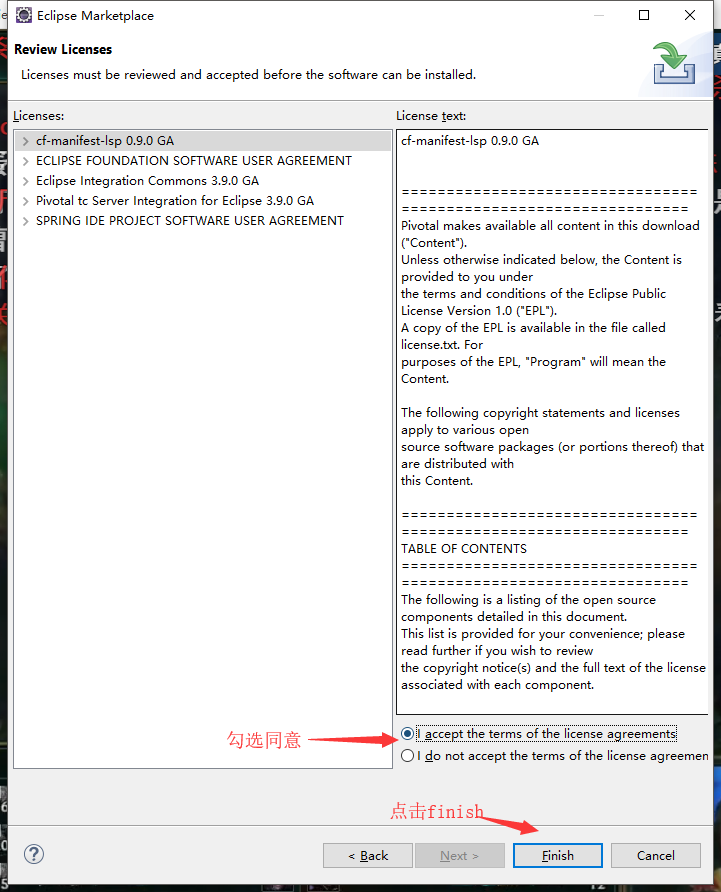 Eclipse Marketplace
Review Licenses
Licenses must be reviewed and accepted before the software can be installed.
Licenses:
cf-manifest-lsp 0.9.0 GA
ECLIPSE FOUNDATION SOFTWARE USER AGREEMENT
Eclipse Integration Commons 3.9.0 GA
Pivotal tc Server Integration for Eclipse 3.9.0 GA
SPRING IDE PROJECT SOFTWARE USER AGREEMENT
License text:
cf-manifest-lsp 0.9.0 GA
=================================
================================
Pivotal makes available all content in this download
("Content").
Unless otherwise indicated below, the Content is
provided to you under
the terms and conditions of the Eclipse Public
License Version 1.0 ("EPL").
A copy of the EPL is available in the file called
license.txt. For
purposes of the EPL, "Program" will mean the
Content.
The following copyright statements and licenses
apply to various open
source software packages (or portions thereof) that
are distributed with
this Content.
=================================
================================
TABLE OF CONTENTS
=================================
================================
The following is a listing of the open source
components detailed in this document.
This list is provided for your convenience; please
read further if you wish to review
the copyright notice(s) and the full text of the license
associated with each component.
勾选同意
I accept the terms of the license agreements
I do not accept the terms of the license agreemen
点击finish
< Back
Next >
Finish
Cancel